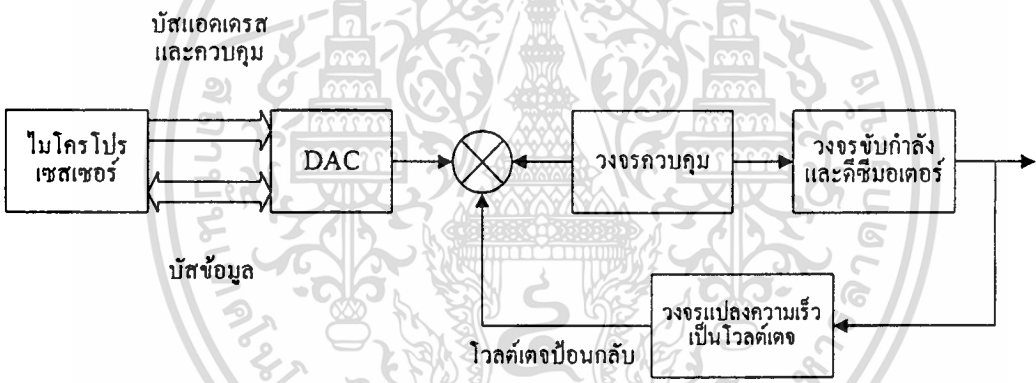 บัสแอดเดรส
และควบคุม
ไมโครโปร
เซสเซอร์
DAC
วงจรควบคุม
วงจรขับกำลัง
และดีซีมอเตอร์
บัสข้อมูล
วงจรแปลงความเร็ว
เป็นโวลต์เตจ
โวลต์เตจป้อนกลับ